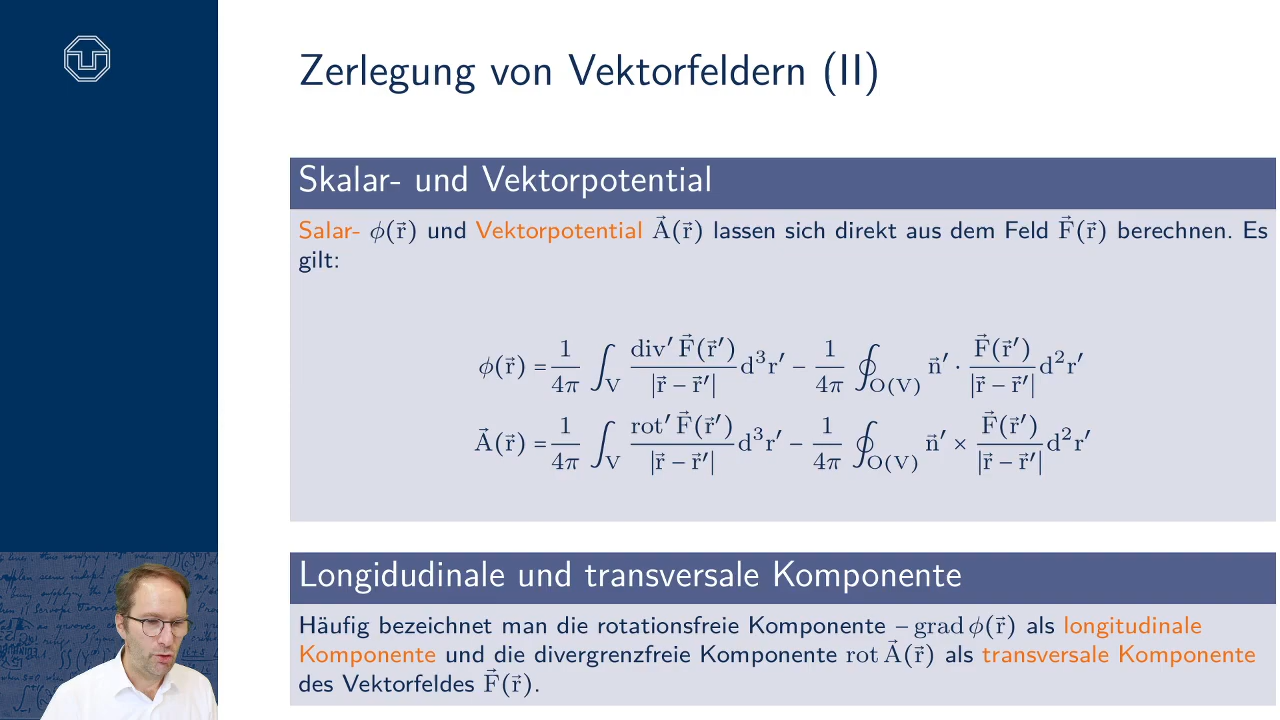 Zerlegung von Vektorfeldern (II)
Skalar- und Vektorpotential
Salar- ϕ(r⃗) und Vektorpotential A⃗(r⃗) lassen sich direkt aus dem Feld F⃗(r⃗) berechnen. Es
gilt:
ϕ(r⃗) = 1/4π ∫_V div′ F⃗(r⃗′)/|r⃗ − r⃗′| d³r′ − 1/4π ∮_O(V) n⃗′ · F⃗(r⃗′)/|r⃗ − r⃗′| d²r′
A⃗(r⃗) = 1/4π ∫_V rot′ F⃗(r⃗′)/|r⃗ − r⃗′| d³r′ − 1/4π ∮_O(V) n⃗′ × F⃗(r⃗′)/|r⃗ − r⃗′| d²r′
Longidudinale und transversale Komponente
Häufig bezeichnet man die rotationsfreie Komponente − grad ϕ(r⃗) als longitudinale
Komponente und die divergrenzfreie Komponente rot A⃗(r⃗) als transversale Komponente
des Vektorfeldes F⃗(r⃗).